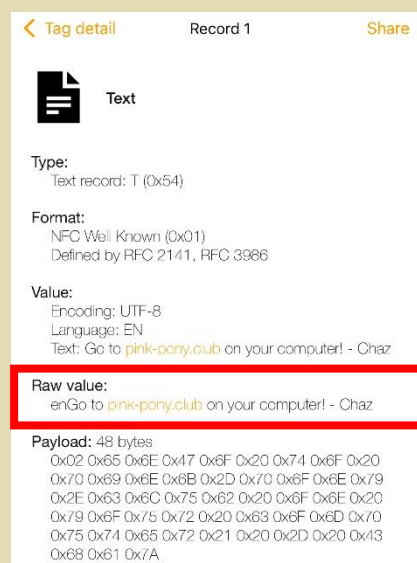 Tag detail
Record 1
Share
Text
Type:
Text record: T (0x54)
Format:
NFC Well Known (0x01)
Defined by RFC 2141, RFC 3986
Value:
Encoding: UTF-8
Language: EN
Text: Go to pink-pony.club on your computer! - Chaz
Raw value:
enGo to pink-pony.club on your computer! - Chaz
Payload: 48 bytes
0x02 0x65 0x6E 0x47 0x6F 0x20 0x74 0x6F 0x20
0x70 0x69 0x6E 0x6B 0x2D 0x70 0x6F 0x6E 0x79
0x2E 0x63 0x6C 0x75 0x62 0x20 0x6F 0x6E 0x20
0x79 0x6F 0x75 0x72 0x20 0x63 0x6F 0x6D 0x70
0x75 0x74 0x65 0x72 0x21 0x20 0x2D 0x20 0x43
0x68 0x61 0x7A